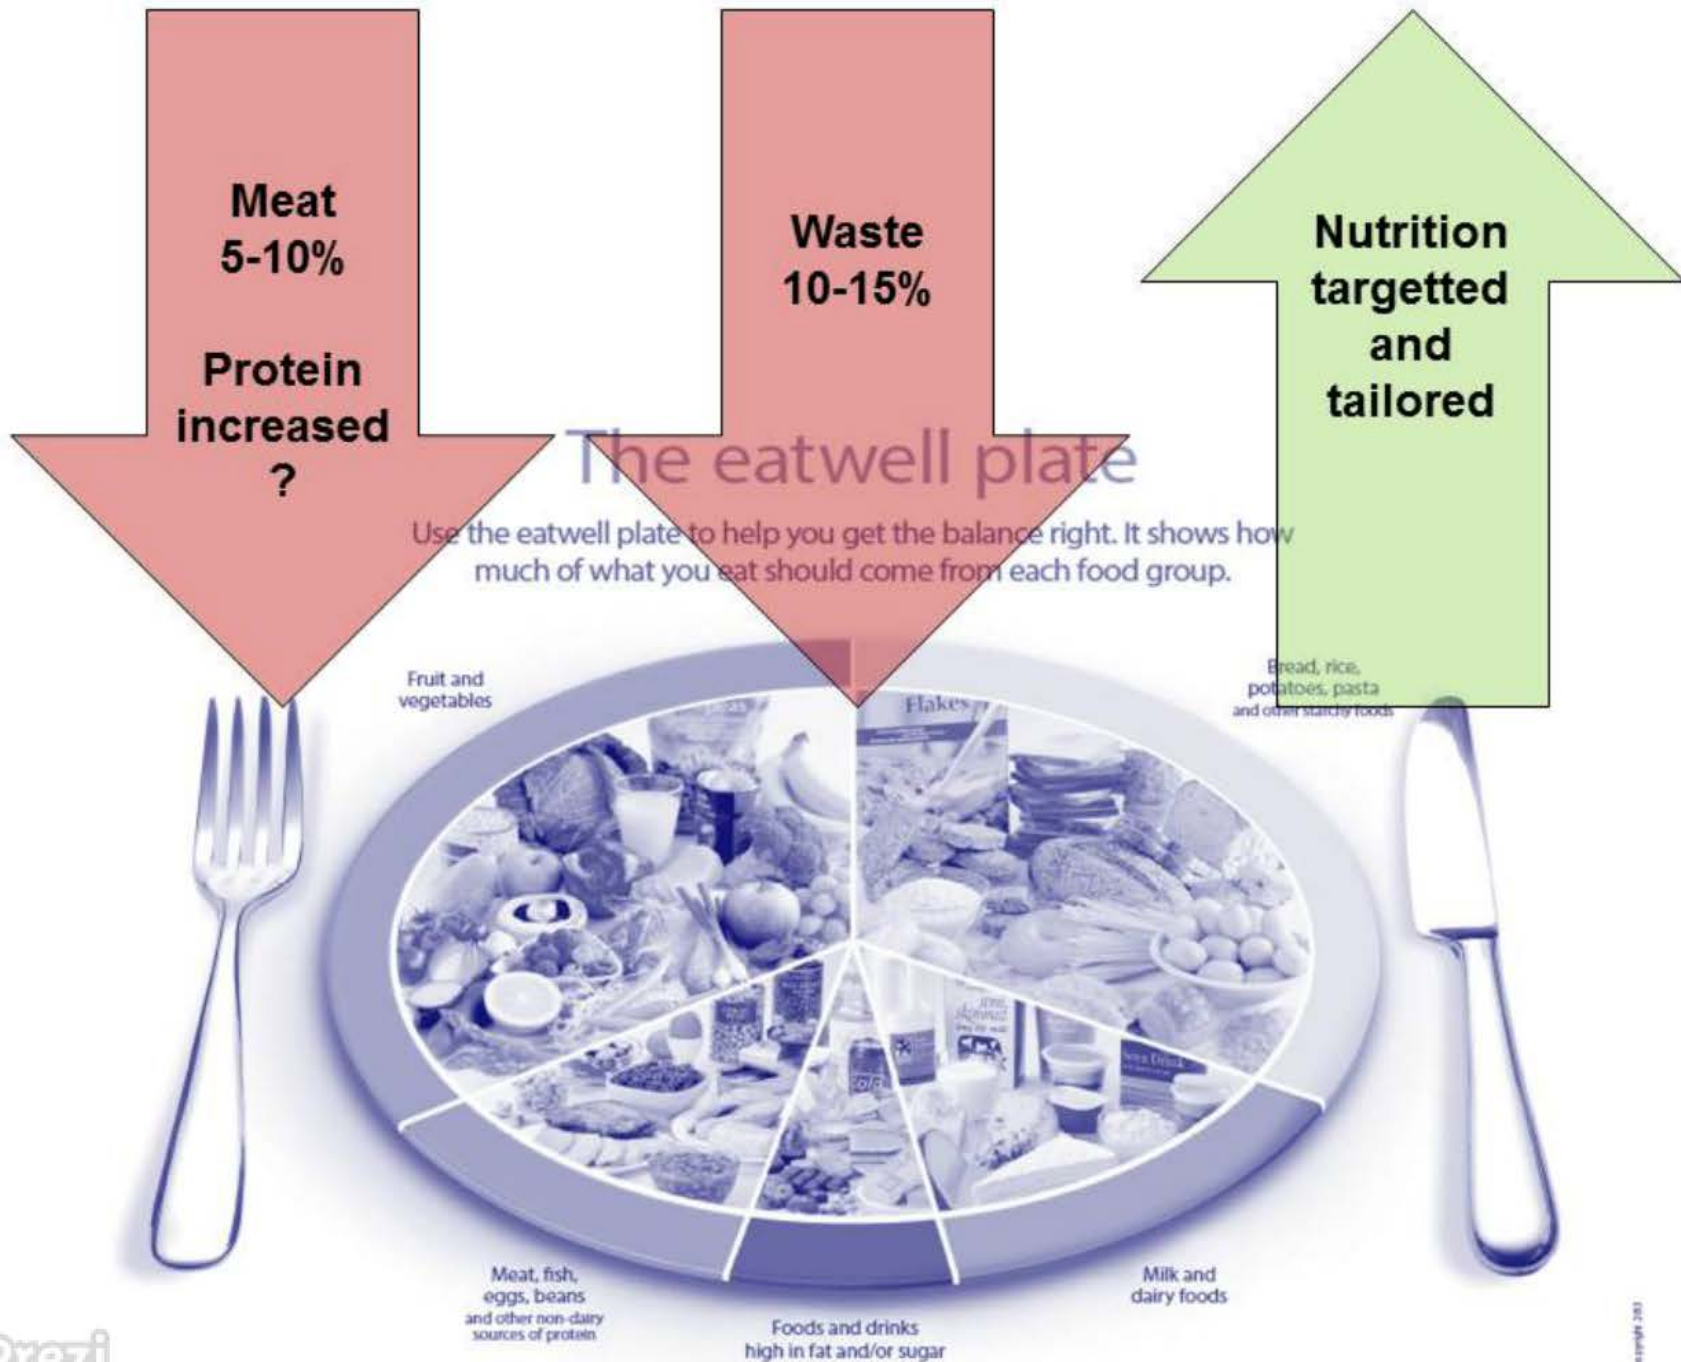 Meat
5-10%
Protein
increased
?
Waste
10-15%
Nutrition
targetted
and
tailored
The eatwell plate
Use the eatwell plate to help you get the balance right. It shows how
much of what you eat should come from each food group.
Fruit and
vegetables
Bread, rice,
potatoes, pasta
and other starchy foods
Flakes
cola
Soya Drink
Meat, fish,
eggs, beans
and other non-dairy
sources of protein
Foods and drinks
high in fat and/or sugar
Milk and
dairy foods
Prezi